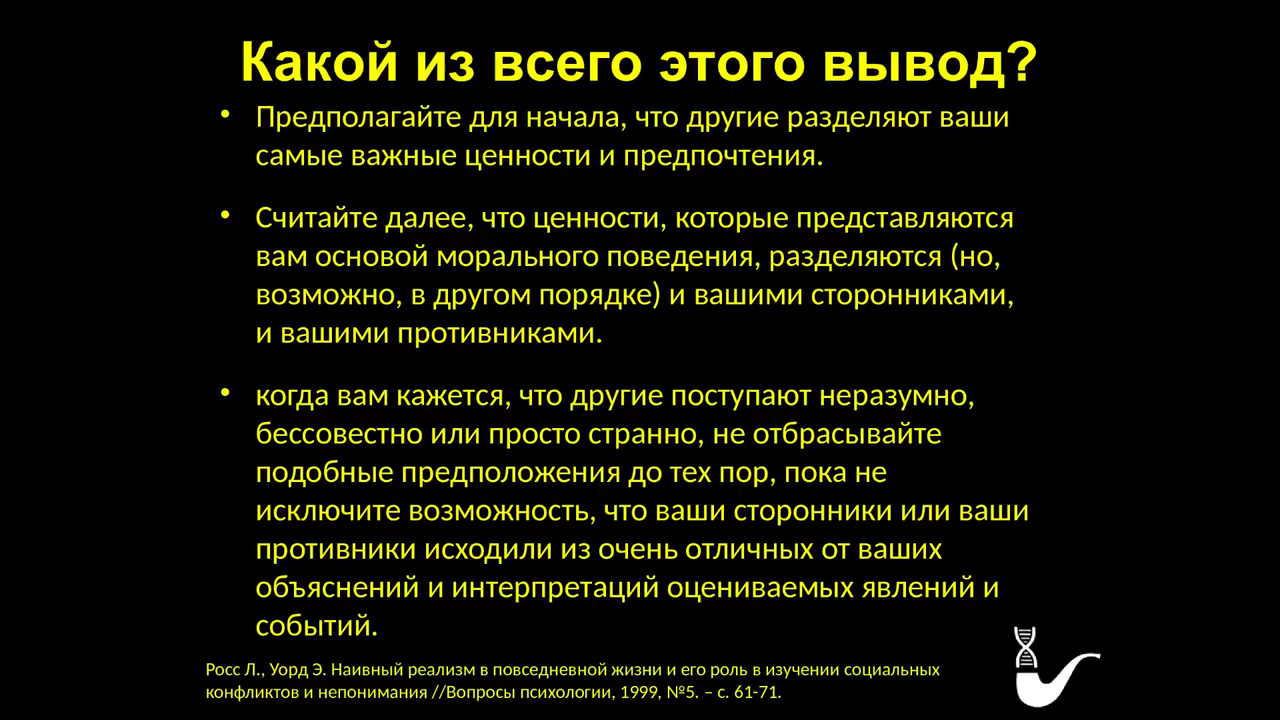 Какой из всего этого вывод?
• Предполагайте для начала, что другие разделяют ваши
самые важные ценности и предпочтения.
• Считайте далее, что ценности, которые представляются
вам основой морального поведения, разделяются (но,
возможно, в другом порядке) и вашими сторонниками,
и вашими противниками.
• когда вам кажется, что другие поступают неразумно,
бессовестно или просто странно, не отбрасывайте
подобные предположения до тех пор, пока не
исключите возможность, что ваши сторонники или ваши
противники исходили из очень отличных от ваших
объяснений и интерпретаций оцениваемых явлений и
событий.
Росс Л., Уорд Э. Наивный реализм в повседневной жизни и его роль в изучении социальных
конфликтов и непонимания //Вопросы психологии, 1999, №5. – с. 61-71.